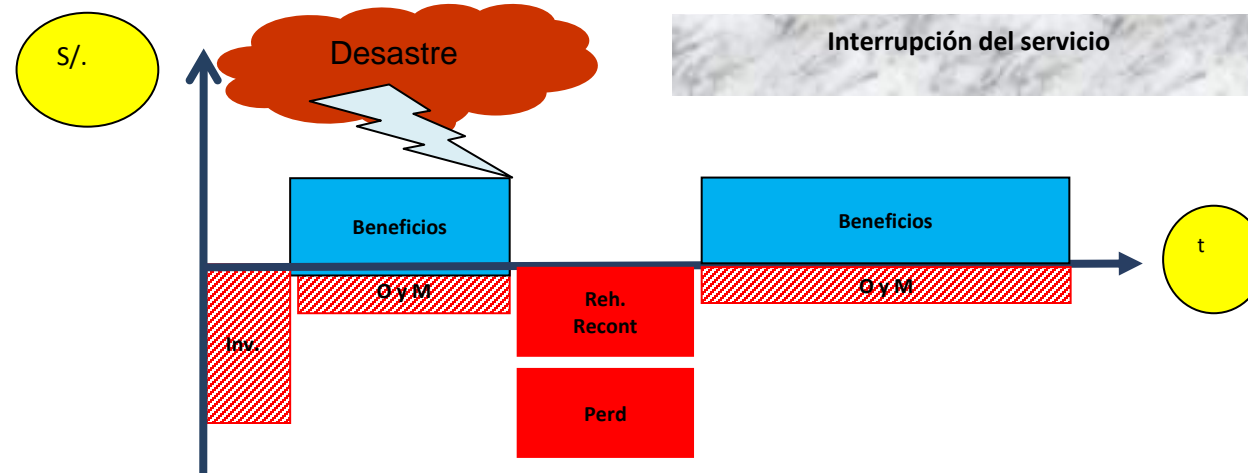 S/.
Desastre
Interrupción del servicio
Beneficios
Beneficios
t
O y M
O y M
Inv.
Reh.
Recont
Perd